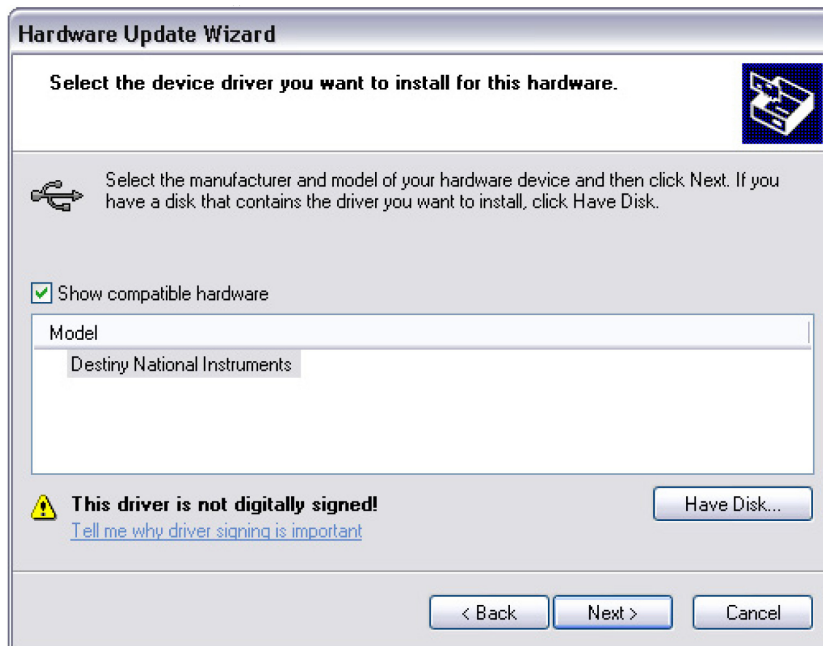 Hardware Update Wizard
Select the device driver you want to install for this hardware.
Select the manufacturer and model of your hardware device and then click Next. If you
have a disk that contains the driver you want to install, click Have Disk.
Show compatible hardware
Model
Destiny National Instruments
This driver is not digitally signed!
Have Disk...
Tell me why driver signing is important
< Back
Next >
Cancel